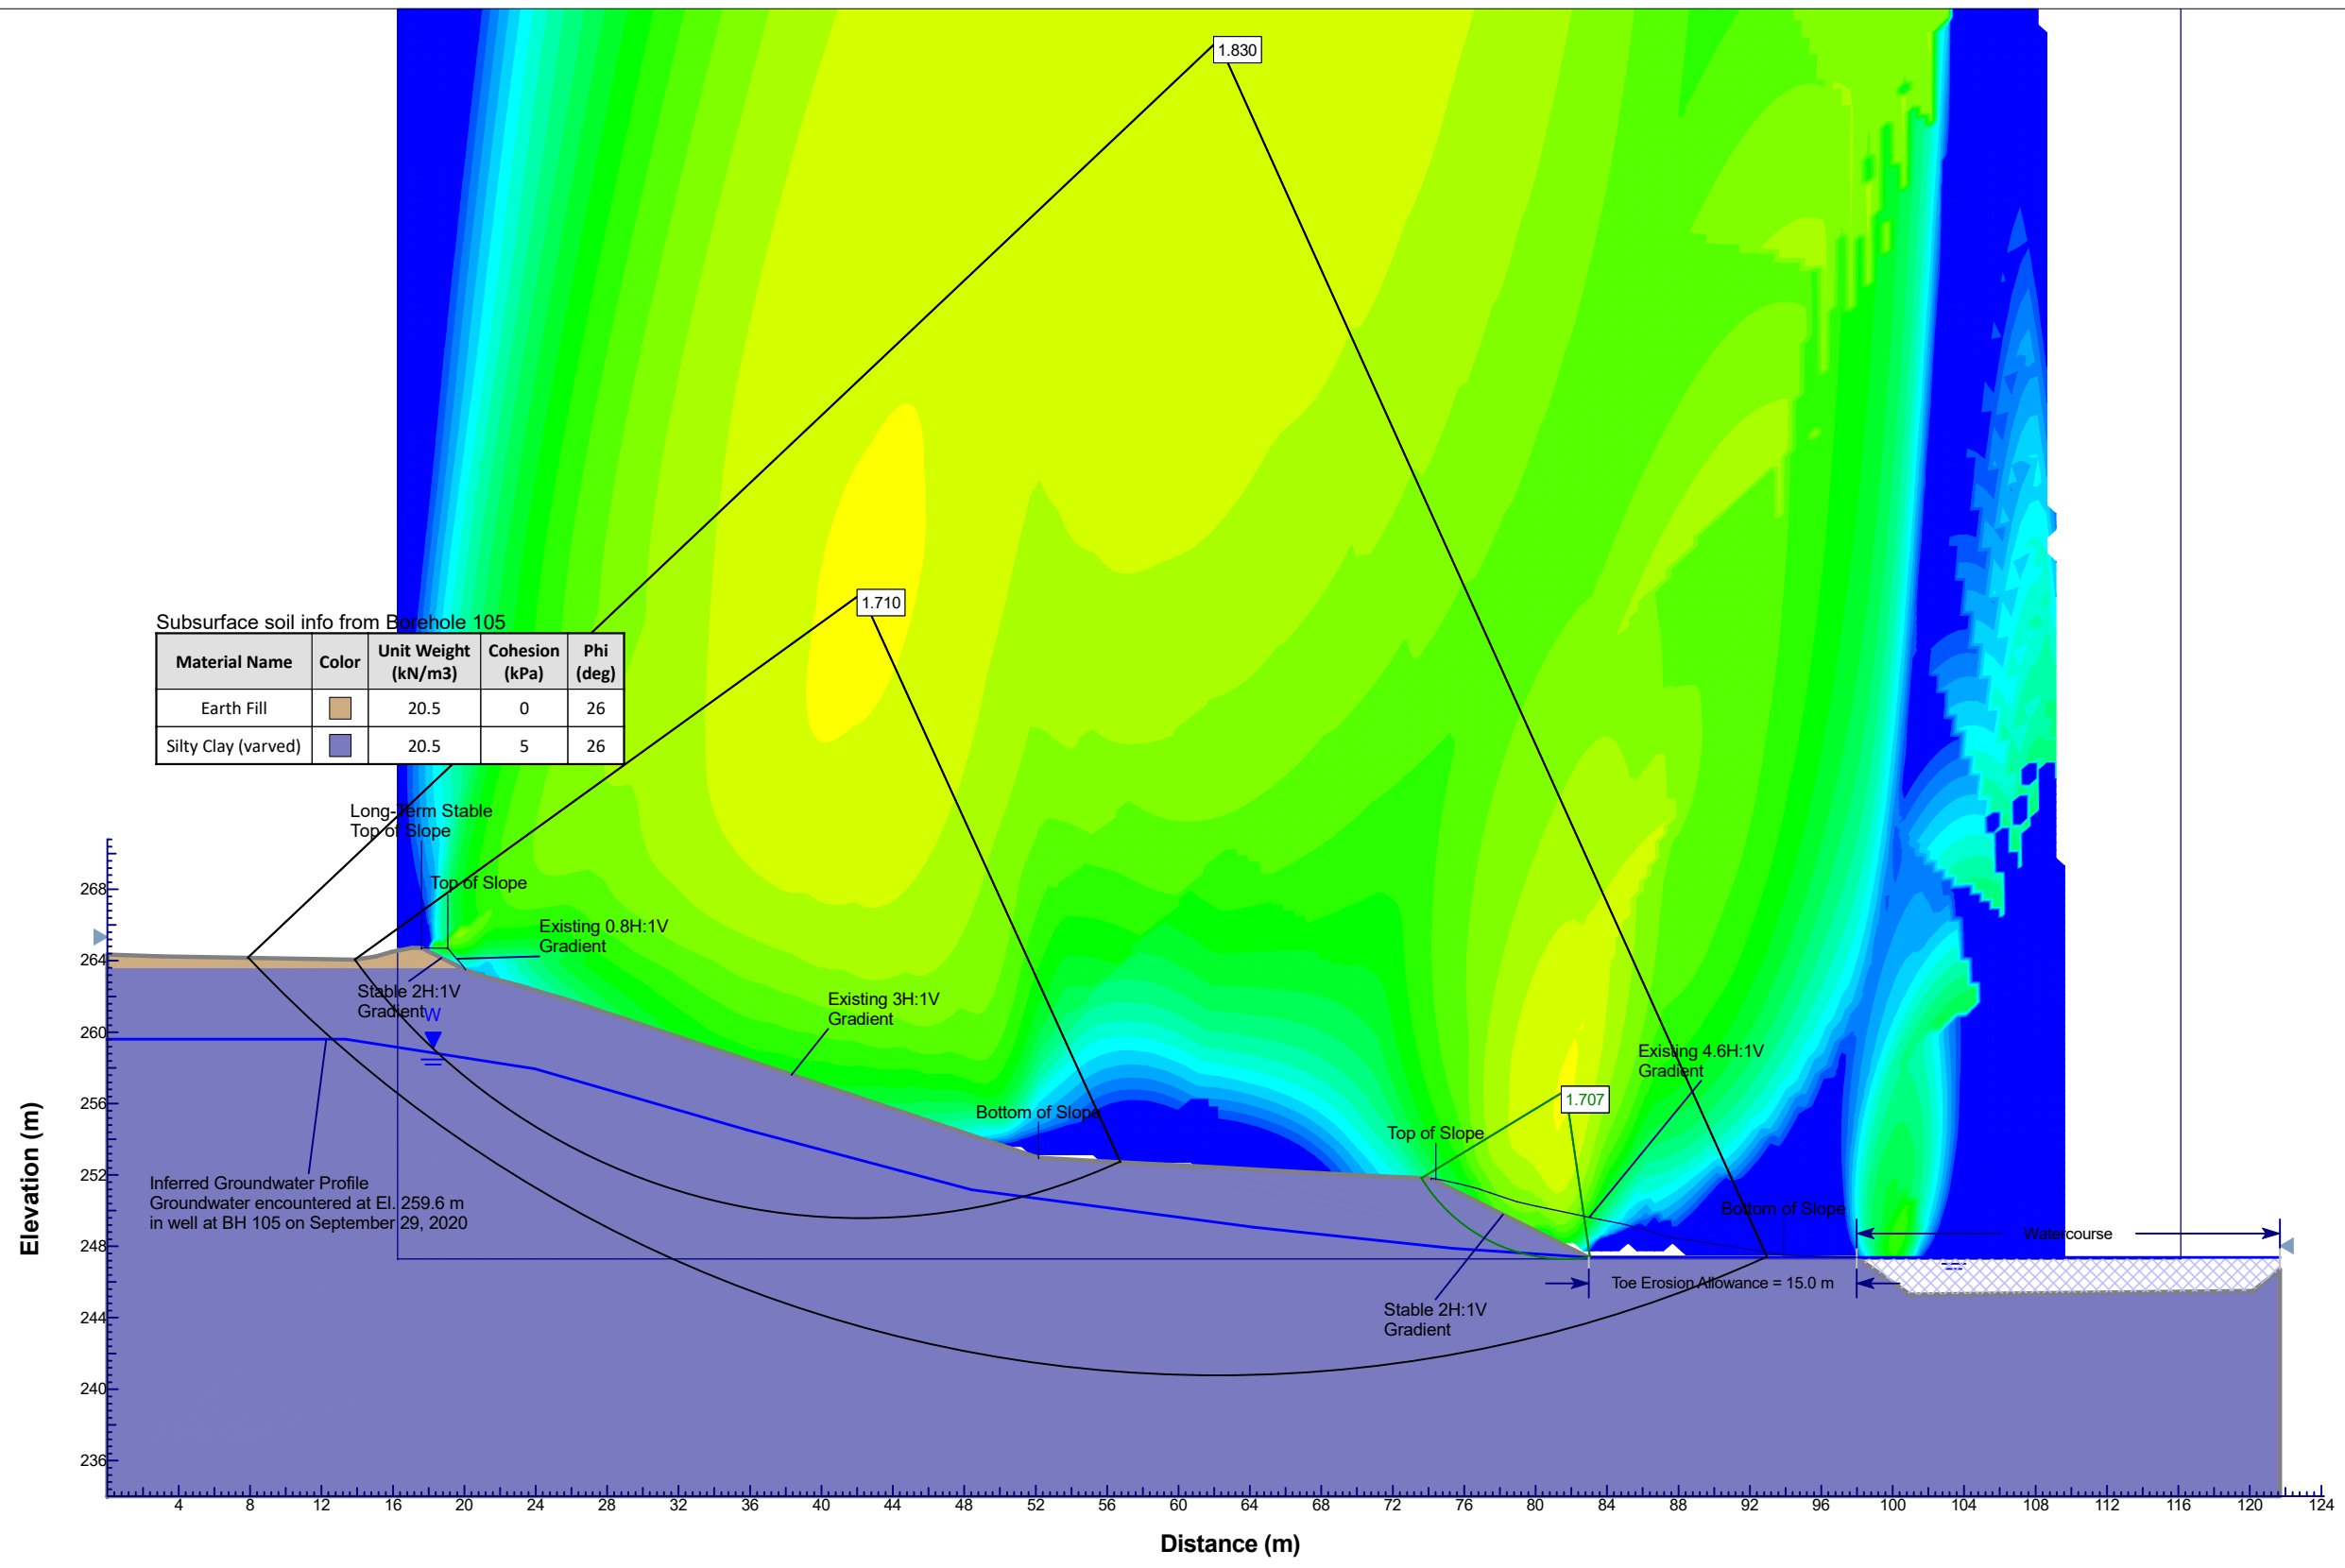 1.830
1.710
Subsurface soil info from Borehole 105
Material Name Color Unit Weight (kN/m3) Cohesion (kPa) Phi (deg)
Earth Fill 20.5 0 26
Silty Clay (varved) 20.5 5 26
Long-Term Stable
Top of Slope
Top of Slope
Existing 0.8H:1V
Gradient
Stable 2H:1V
Gradient
W
Existing 3H:1V
Gradient
Bottom of Slope
Existing 4.6H:1V
Gradient
1.707
Top of Slope
Bottom of Slope
Watercourse
Inferred Groundwater Profile
Groundwater encountered at El. 259.6 m
in well at BH 105 on September 29, 2020
Toe Erosion Allowance = 15.0 m
Stable 2H:1V
Gradient
Elevation (m)
268
264
260
256
252
248
244
240
236
4 8 12 16 20 24 28 32 36 40 44 48 52 56 60 64 68 72 76 80 84 88 92 96 100 104 108 112 116 120 124
Distance (m)